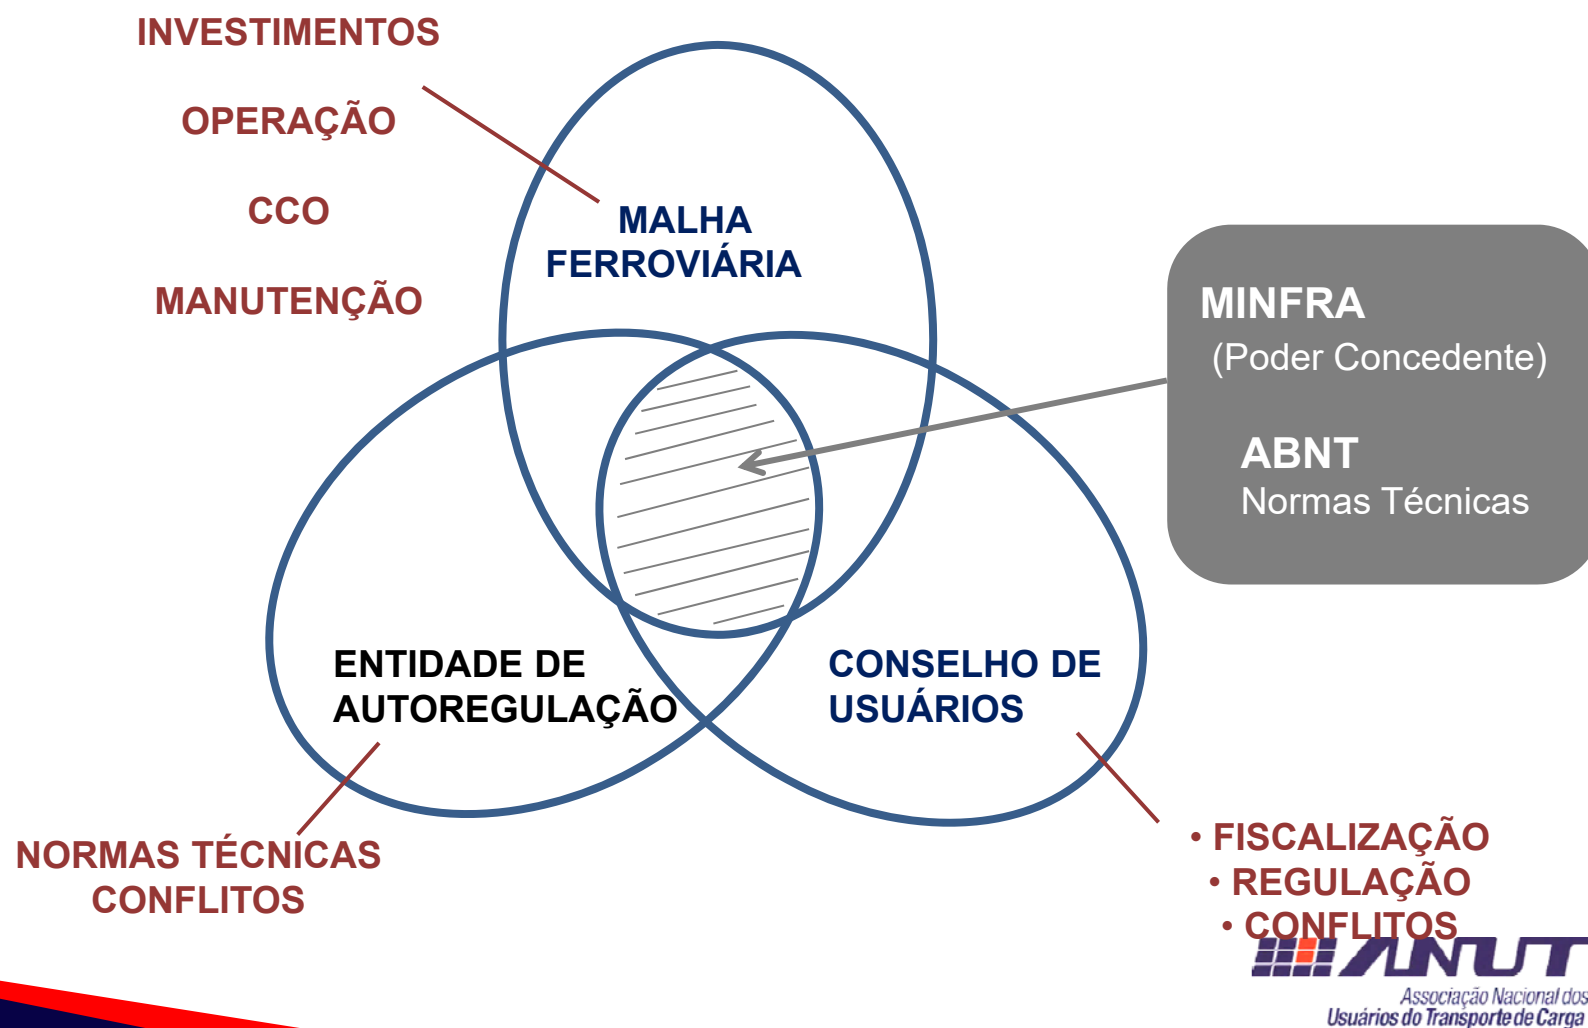 INVESTIMENTOS
OPERAÇÃO
CCO
MANUTENÇÃO
MALHA
FERROVIÁRIA
MINFRA
(Poder Concedente)
ABNT
Normas Técnicas
ENTIDADE DE
AUTOREGULAÇÃO
CONSELHO DE
USUÁRIOS
NORMAS TÉCNICAS
CONFLITOS
• FISCALIZAÇÃO
• REGULAÇÃO
• CONFLITOS
ANUT
Associação Nacional dos
Usuários do Transporte de Carga